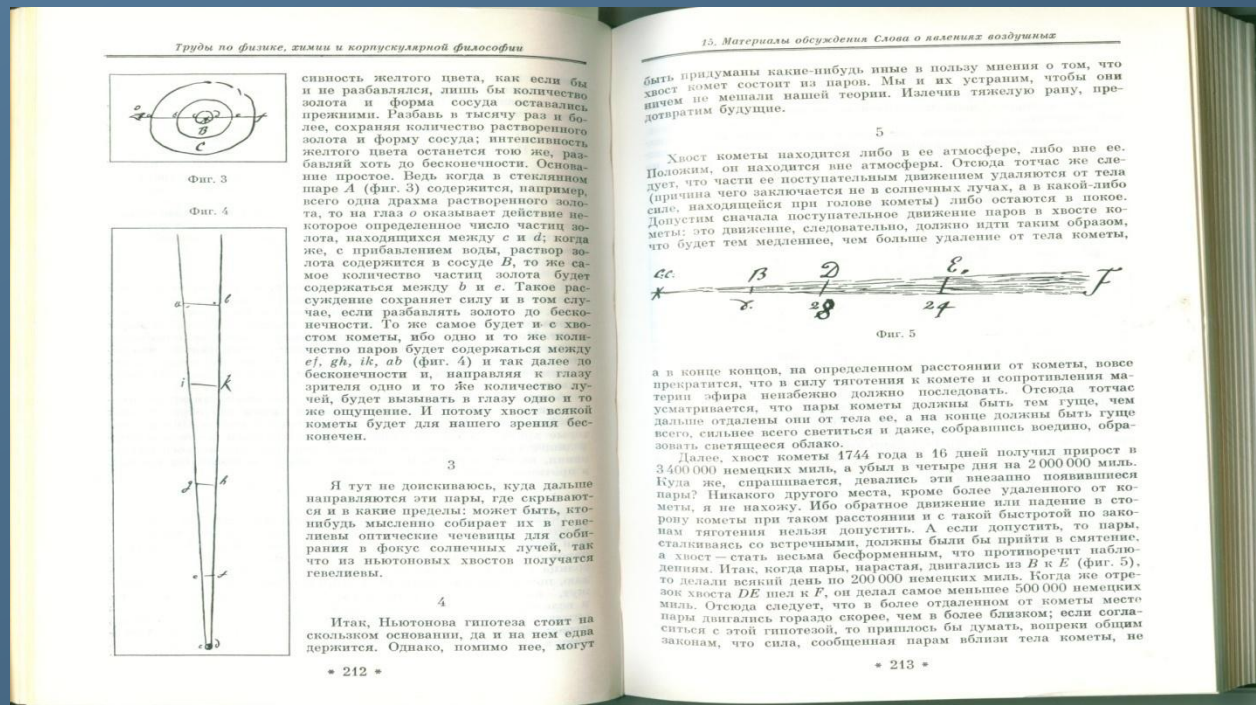 Труды по физике, химии и корпускулярной философии
B
C
Фиг. 3
Фиг. 4
a
b
i
k
g
h
e
f
c
d
сивность желтого цвета, как если бы
и не разбавлялся, лишь бы количество
золота и форма сосуда оставались
прежними. Разбавь в тысячу раз и бо-
лее, сохраняя количество растворенного
золота и форму сосуда; интенсивность
желтого цвета останется тою же, раз-
бавляй хоть до бесконечности. Основа-
ние простое. Ведь когда в стеклянном
шаре A (фиг. 3) содержится, например,
всего одна драхма растворенного золо-
та, то на глаз o оказывает действие не-
которое определенное число частиц зо-
лота, находящихся между c и d; когда
же, с прибавлением воды, раствор зо-
лота содержится в сосуде B, то же са-
мое количество частиц золота будет
содержаться между b и e. Такое рас-
суждение сохраняет силу и в том слу-
чае, если разбавлять золото до беско-
нечности. То же самое будет и с хво-
стом кометы, ибо одно и то же коли-
чество паров будет содержаться между
ef, gh, ik, ab (фиг. 4) и так далее до
бесконечности и, направляя к глазу
зрителя одно и то же количество лу-
чей, будет вызывать в глазу одно и то
же ощущение. И потому хвост всякой
кометы будет для нашего зрения бес-
конечен.
3
Я тут не доискиваюсь, куда дальше
направляются эти пары, где скрывают-
ся и в какие пределы: может быть, кто-
нибудь мысленно собирает их в геве-
лиевы оптические чечевицы для соби-
рания в фокус солнечных лучей, так
что из ньютоновых хвостов получатся
гевелиевы.
4
Итак, Ньютонова гипотеза стоит на
скользком основании, да и на нем едва
держится. Однако, помимо нее, могут
* 212 *
15. Материалы обсуждения Слова о явлениях воздушных
быть придуманы какие-нибудь иные в пользу мнения о том, что
хвост комет состоит из паров. Мы и их устраним, чтобы они
ничем не мешали нашей теории. Излечив тяжелую рану, пре-
дотвратим будущие.
5
Хвост кометы находится либо в ее атмосфере, либо вне ее.
Положим, он находится вне атмосферы. Отсюда тотчас же сле-
дует, что части ее поступательным движением удаляются от тела
(причина чего заключается не в солнечных лучах, а в какой-либо
силе, находящейся при голове кометы) либо остаются в покое.
Допустим сначала поступательное движение паров в хвосте ко-
меты: это движение, следовательно, должно идти таким образом,
что будет тем медленнее, чем больше удаление от тела кометы,
B D E. F
28 24
Фиг. 5
а в конце концов, на определенном расстоянии от кометы, вовсе
прекратится, что в силу тяготения к комете и сопротивления ма-
терии эфира неизбежно должно последовать. Отсюда тотчас
усматривается, что пары кометы должны быть тем гуще, чем
дальше отдалены они от тела ее, а на конце должны быть гуще
всего, сильнее всего светиться и даже, собравшись воедино, обра-
зовать светящееся облако.
Далее, хвост кометы 1744 года в 16 дней получил прирост в
3 400 000 немецких миль, а убыл в четыре дня на 2 000 000 миль.
Куда же, спрашивается, девались эти внезапно появившиеся
пары? Никакого другого места, кроме более удаленного от ко-
меты, я не нахожу. Ибо обратное движение или падение в сто-
рону кометы при таком расстоянии и с такой быстротой по зако-
нам тяготения нельзя допустить. А если допустить, то пары,
сталкиваясь со встречными, должны были бы прийти в смятение,
а хвост — стать весьма бесформенным, что противоречит наблю-
дениям. Итак, когда пары, нарастая, двигались из B к E (фиг. 5),
то делали всякий день по 200 000 немецких миль. Когда же отре-
зок хвоста DE шел к F, он делал самое меньшее 500 000 немецких
миль. Отсюда следует, что в более отдаленном от кометы месте
пары двигались гораздо скорее, чем в более близком; если согла-
ситься с этой гипотезой, то пришлось бы думать, вопреки общим
законам, что сила, сообщенная парам вблизи тела кометы, не
* 213 *